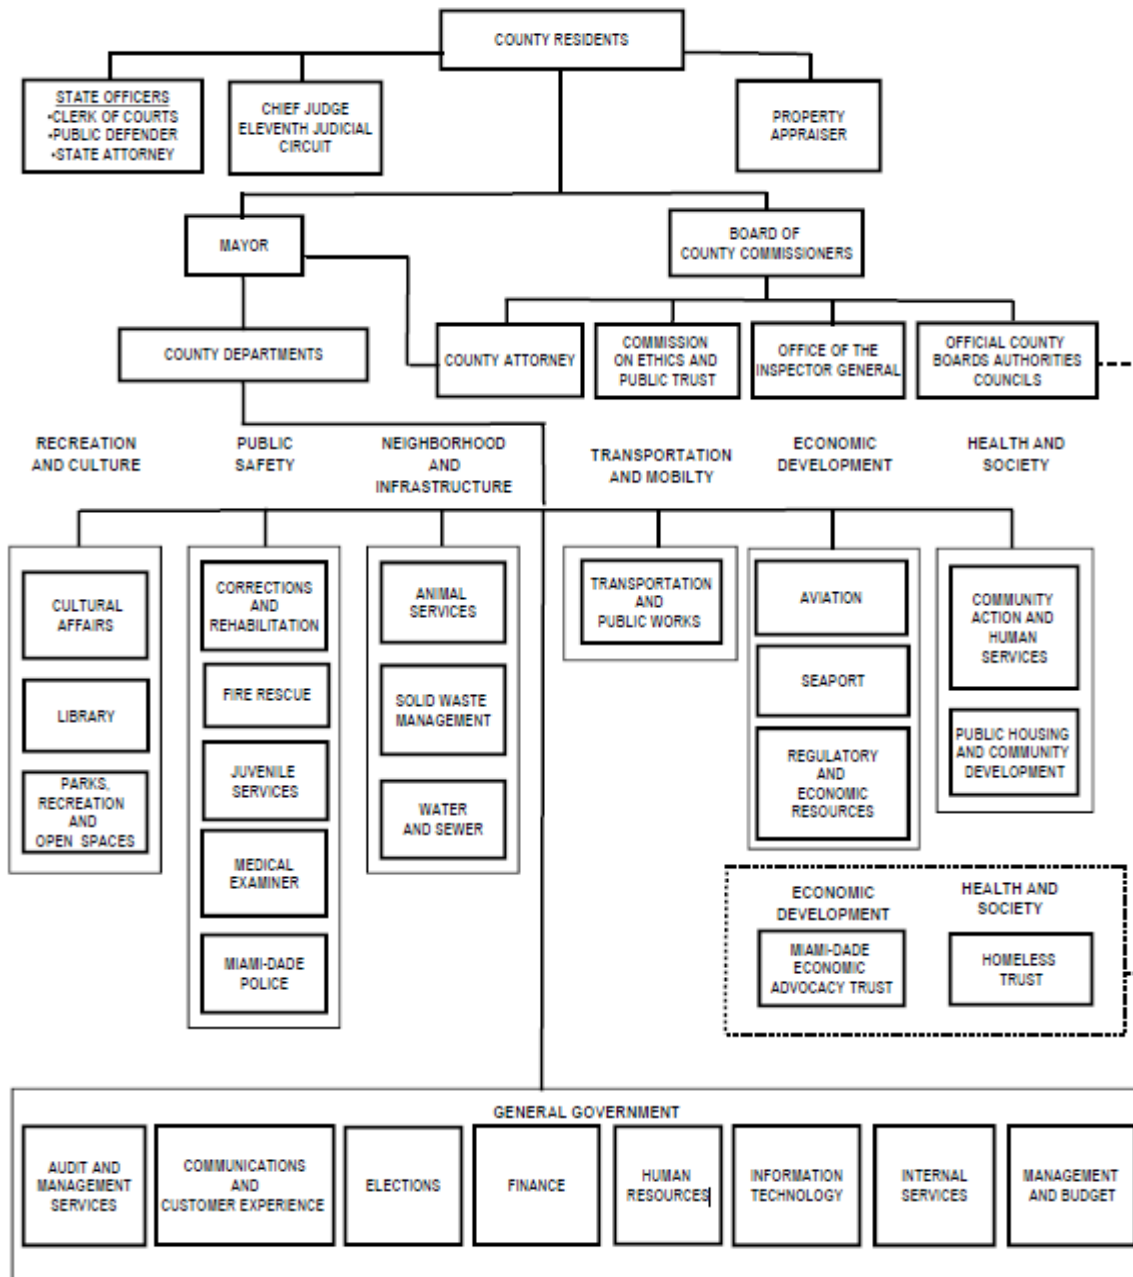 COUNTY RESIDENTS
STATE OFFICERS
•CLERK OF COURTS
•PUBLIC DEFENDER
•STATE ATTORNEY
CHIEF JUDGE
ELEVENTH JUDICIAL
CIRCUIT
PROPERTY
APPRAISER
MAYOR
BOARD OF
COUNTY COMMISSIONERS
COUNTY DEPARTMENTS
COUNTY ATTORNEY
COMMISSION
ON ETHICS AND
PUBLIC TRUST
OFFICE OF THE
INSPECTOR GENERAL
OFFICIAL COUNTY
BOARDS AUTHORITIES
COUNCILS
RECREATION
AND CULTURE
PUBLIC
SAFETY
NEIGHBORHOOD
AND
INFRASTRUCTURE
TRANSPORTATION
AND MOBILTY
ECONOMIC
DEVELOPMENT
HEALTH AND
SOCIETY
CULTURAL
AFFAIRS
LIBRARY
PARKS,
RECREATION
AND
OPEN SPACES
CORRECTIONS
AND
REHABILITATION
FIRE RESCUE
JUVENILE
SERVICES
MEDICAL
EXAMINER
MIAMI-DADE
POLICE
ANIMAL
SERVICES
SOLID WASTE
MANAGEMENT
WATER
AND SEWER
TRANSPORTATION
AND
PUBLIC WORKS
AVIATION
SEAPORT
REGULATORY
AND
ECONOMIC
RESOURCES
COMMUNITY
ACTION AND
HUMAN
SERVICES
PUBLIC HOUSING
AND COMMUNITY
DEVELOPMENT
ECONOMIC
DEVELOPMENT
MIAMI-DADE
ECONOMIC
ADVOCACY TRUST
HEALTH AND
SOCIETY
HOMELESS
TRUST
GENERAL GOVERNMENT
AUDIT AND
MANAGEMENT
SERVICES
COMMUNICATIONS
AND
CUSTOMER EXPERIENCE
ELECTIONS
FINANCE
HUMAN
RESOURCES
INFORMATION
TECHNOLOGY
INTERNAL
SERVICES
MANAGEMENT
AND BUDGET